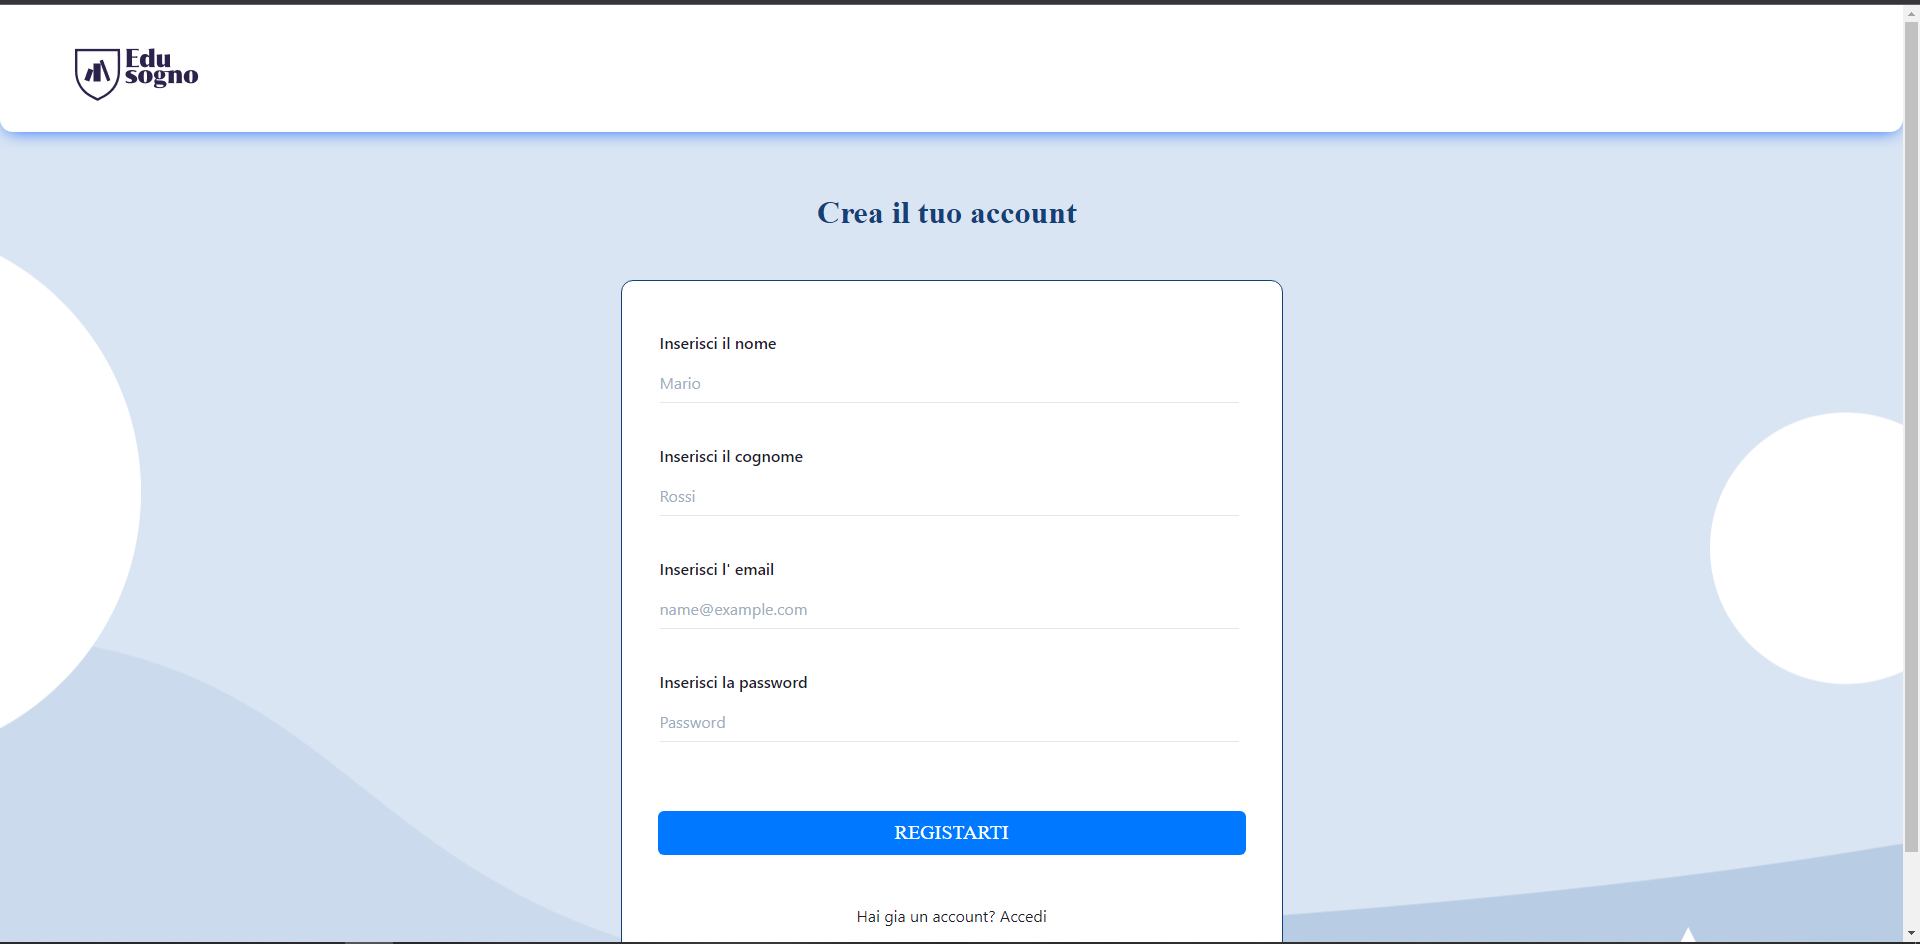 Edu
sogno
Crea il tuo account
Inserisci il nome
Mario
Inserisci il cognome
Rossi
Inserisci l' email
name@example.com
Inserisci la password
Password
REGISTARTI
Hai gia un account? Accedi